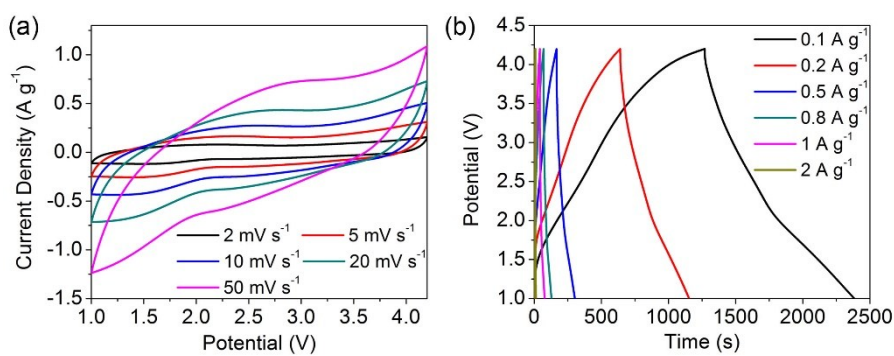 (a)
Current Density (A g⁻¹)
1.0
0.5
0.0
-0.5
-1.0
-1.5
2 mV s⁻¹ 5 mV s⁻¹
10 mV s⁻¹ 20 mV s⁻¹
50 mV s⁻¹
1.0 1.5 2.0 2.5 3.0 3.5 4.0
Potential (V)
(b)
Potential (V)
4.5
4.0
3.5
3.0
2.5
2.0
1.5
1.0
0.1 A g⁻¹
0.2 A g⁻¹
0.5 A g⁻¹
0.8 A g⁻¹
1 A g⁻¹
2 A g⁻¹
0 500 1000 1500 2000 2500
Time (s)